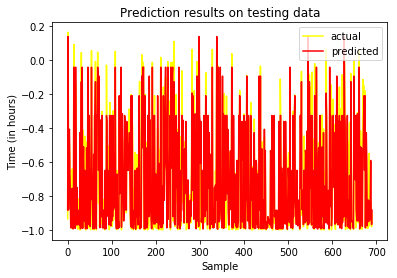 Prediction results on testing data
actual
predicted
Time (in hours)
0.2
0.0
−0.2
−0.4
−0.6
−0.8
−1.0
0 100 200 300 400 500 600 700
Sample